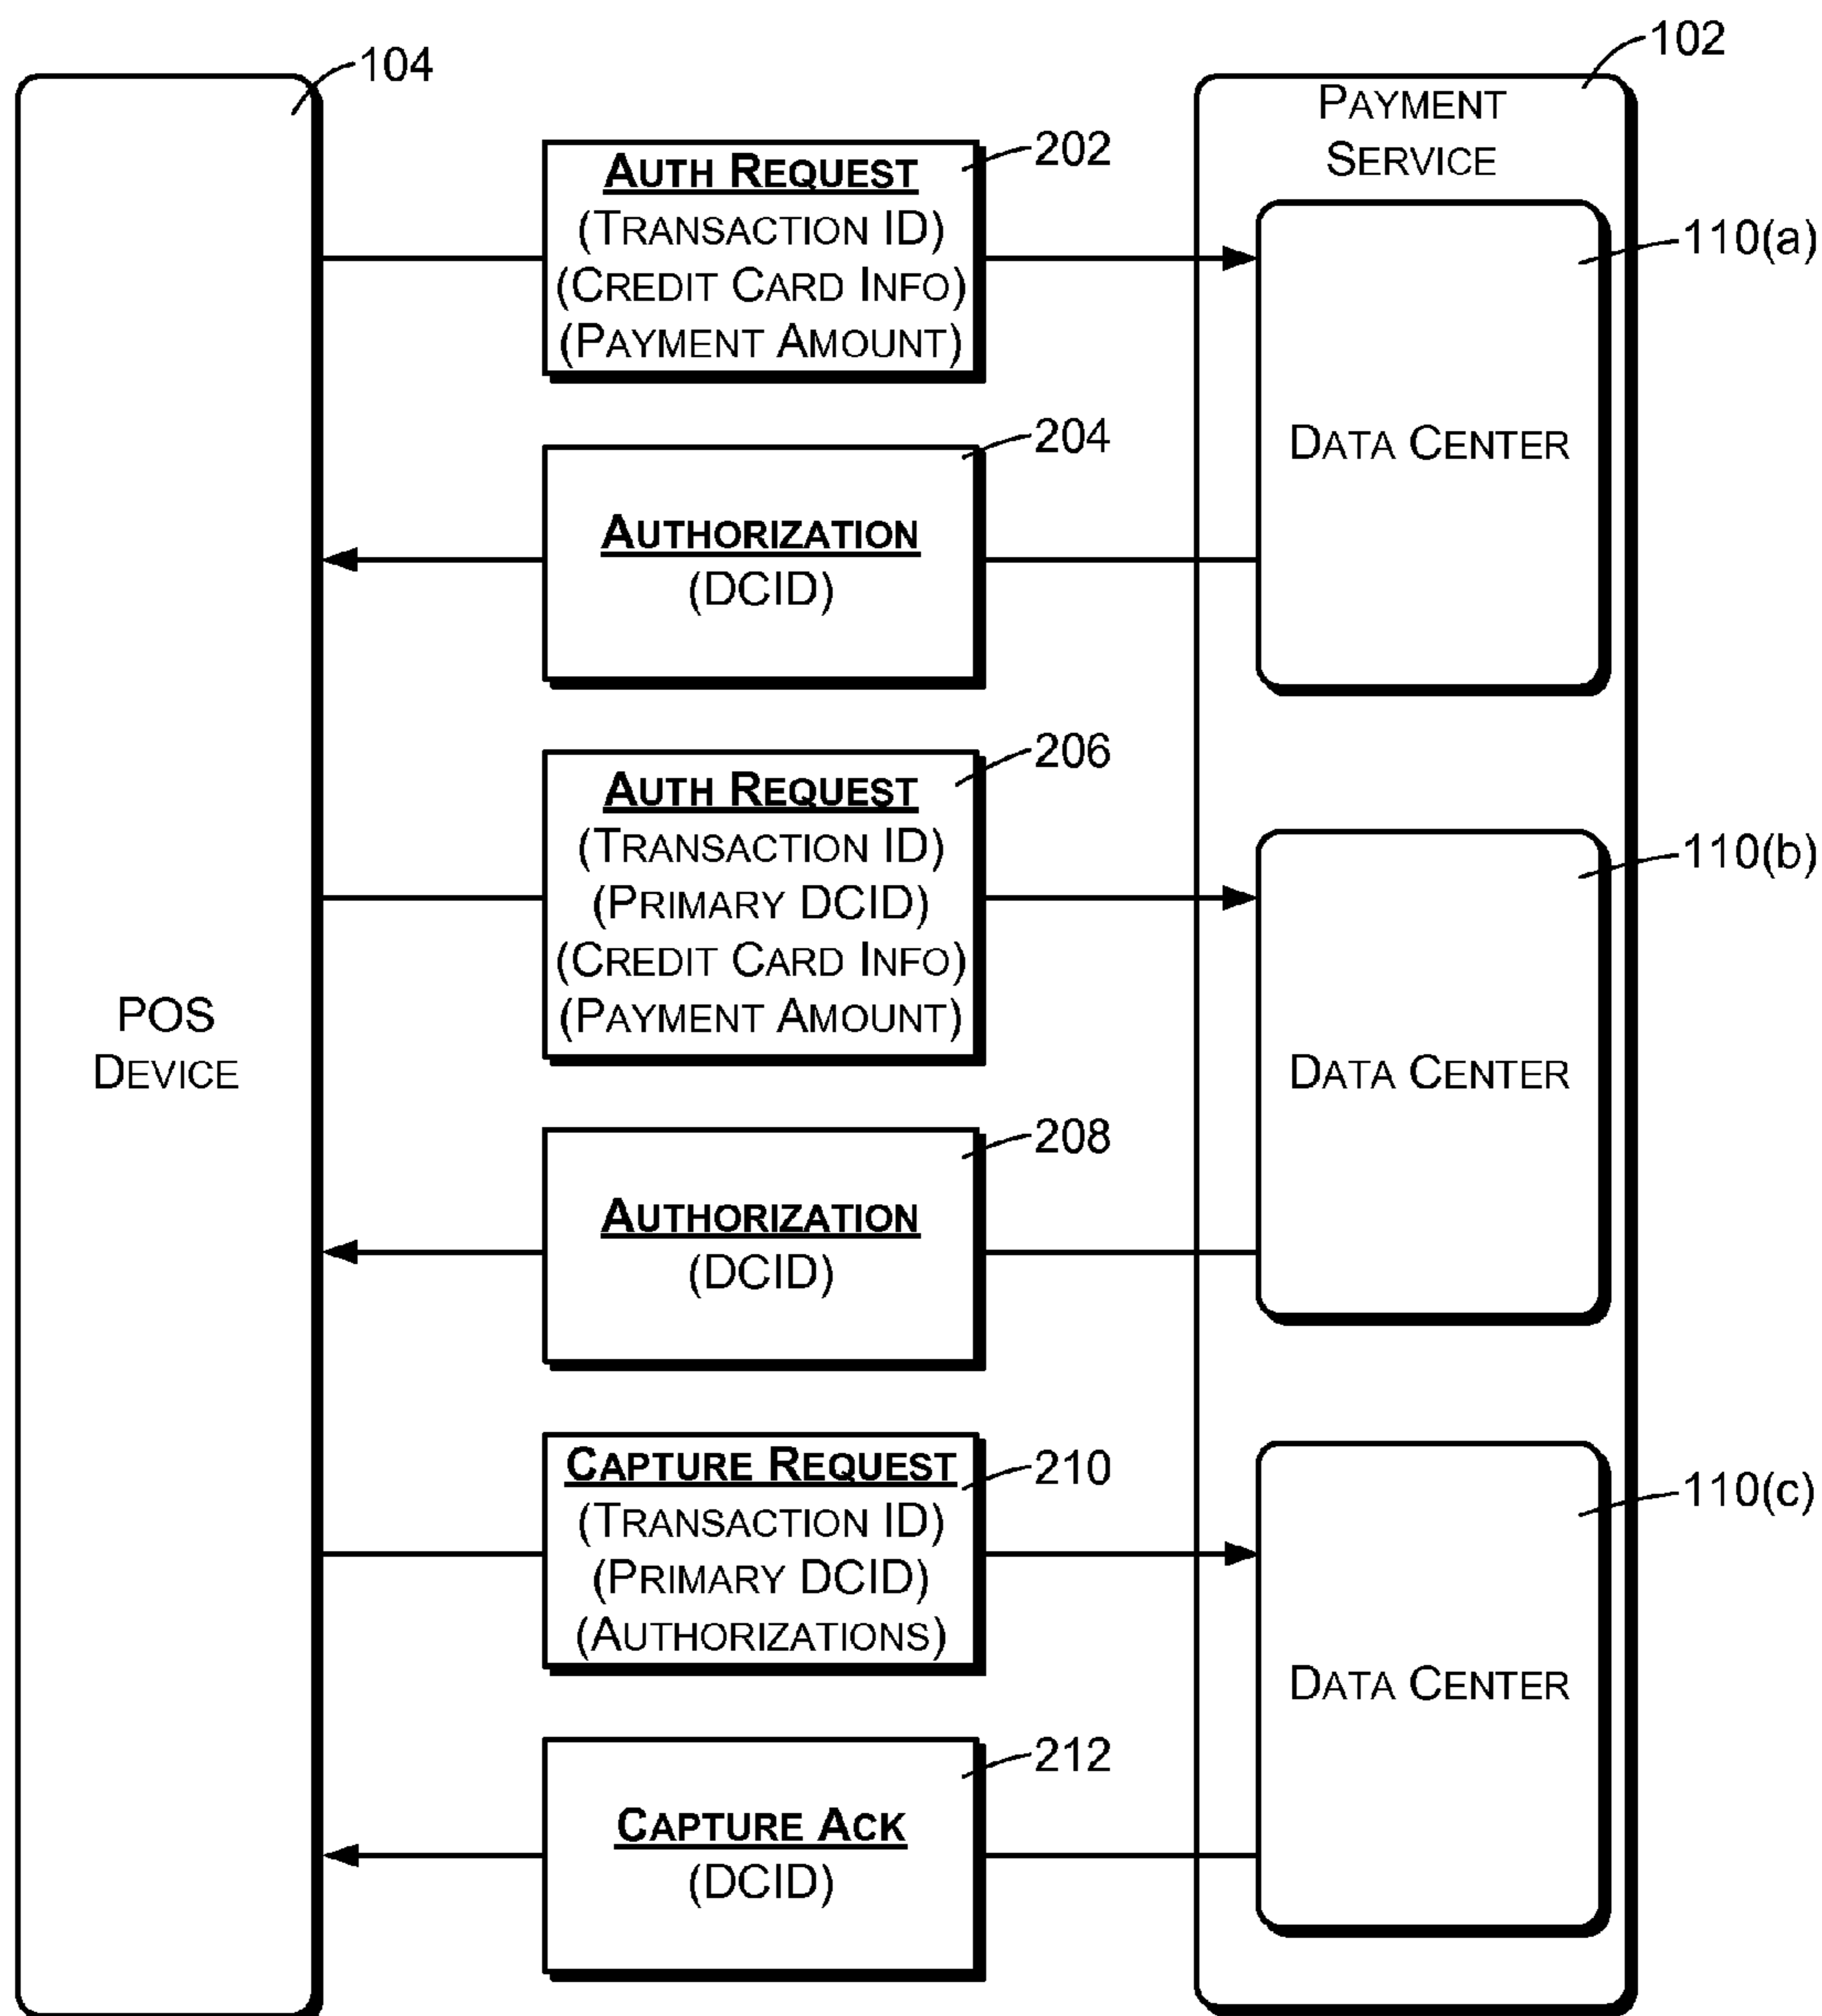 104
102
PAYMENT
SERVICE
AUTH REQUEST
(TRANSACTION ID)
(CREDIT CARD INFO)
(PAYMENT AMOUNT)
202
110(a)
DATA CENTER
204
AUTHORIZATION
(DCID)
206
AUTH REQUEST
(TRANSACTION ID)
(PRIMARY DCID)
(CREDIT CARD INFO)
(PAYMENT AMOUNT)
110(b)
DATA CENTER
POS
DEVICE
208
AUTHORIZATION
(DCID)
210
CAPTURE REQUEST
(TRANSACTION ID)
(PRIMARY DCID)
(AUTHORIZATIONS)
110(c)
DATA CENTER
212
CAPTURE ACK
(DCID)